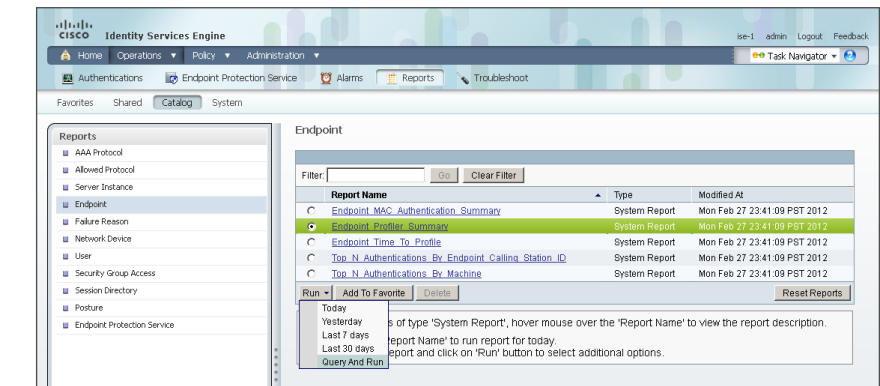 CISCO Identity Services Engine
ise-1 admin Logout Feedback
Home Operations ▼ Policy ▼ Administration ▼
Task Navigator ▼
Authentications Endpoint Protection Service Alarms Reports Troubleshoot
Favorites Shared Catalog System
Reports
AAA Protocol
Allowed Protocol
Server Instance
Endpoint
Failure Reason
Network Device
User
Security Group Access
Session Directory
Posture
Endpoint Protection Service
Endpoint
Filter: Go Clear Filter
Report Name Type Modified At
Endpoint_MAC_Authentication_Summary System Report Mon Feb 27 23:41:09 PST 2012
Endpoint_Profiler_Summary System Report Mon Feb 27 23:41:09 PST 2012
Endpoint_Time_To_Profile System Report Mon Feb 27 23:41:09 PST 2012
Top_N_Authentications_By_Endpoint_Calling_Station_ID System Report Mon Feb 27 23:41:09 PST 2012
Top_N_Authentications_By_Machine System Report Mon Feb 27 23:41:09 PST 2012
Run Add To Favorite Delete Reset Reports
Today
Yesterday
Last 7 days
Last 30 days
Query And Run
s of type 'System Report', hover mouse over the 'Report Name' to view the report description.
Report Name' to run report for today.
eport and click on 'Run' button to select additional options.